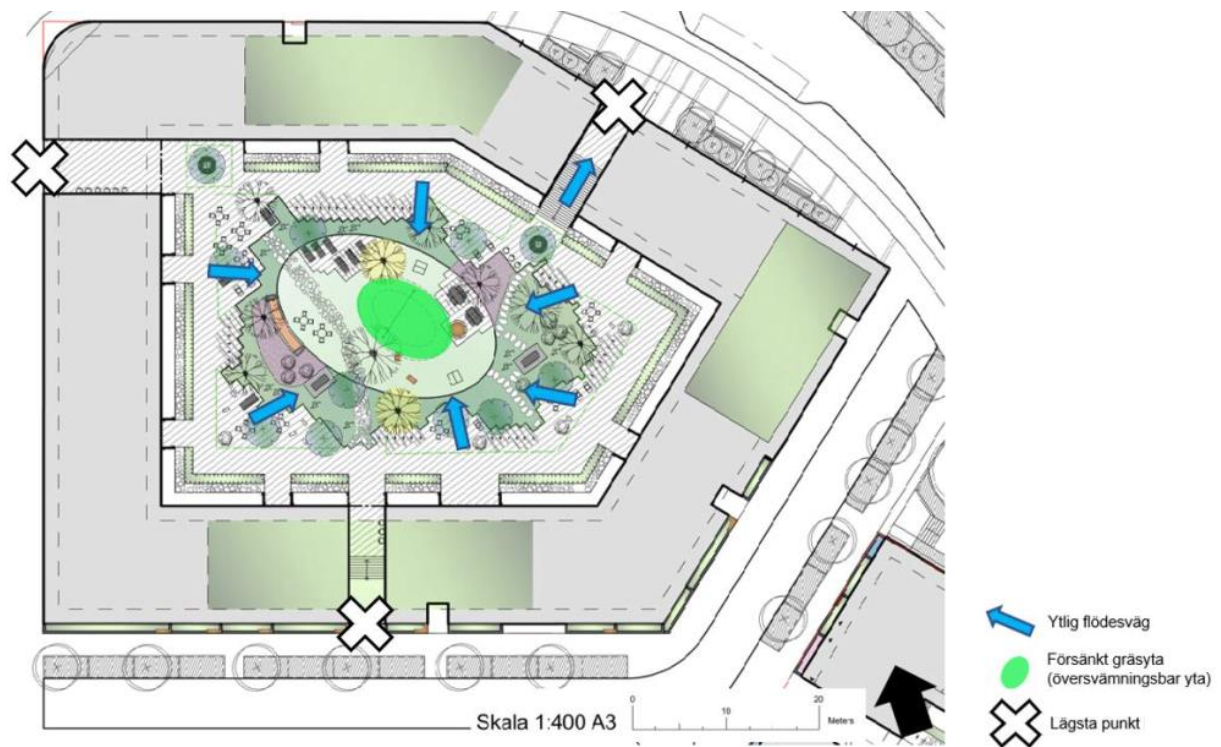 Ytlig flödesväg
Försänkt gräsyta
(översvämningsbar yta)
Lägsta punkt
Skala 1:400 A3
0 10 20
Meters